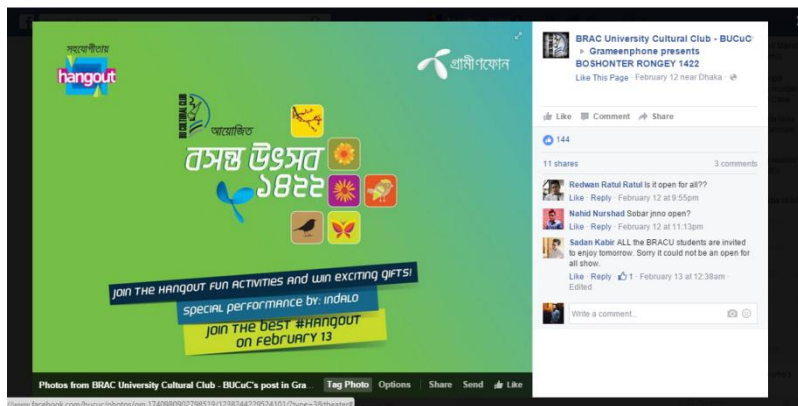 সহযোগীতায়
hangout
গ্রামীণফোন
BU CULTURAL CLUB
আয়োজিত
বসন্ত উৎসব
১৪২২
JOIN THE HANGOUT FUN ACTIVITIES AND WIN EXCITING GIFTS!
SPECIAL PERFORMANCE BY: INDALO
JOIN THE BEST #HANGOUT
ON FEBRUARY 13
Photos from BRAC University Cultural Club - BUCuC's post in Gra...
Tag Photo Options Share Send Like
BRAC University Cultural Club - BUCuC
▸ Grameenphone presents
BOSHONTER RONGEY 1422
Like This Page · February 12 near Dhaka ·
Like Comment Share
144
11 shares 3 comments
Redwan Ratul Ratul Is it open for all??
Like · Reply · February 12 at 9:55pm
Nahid Nurshad Sobar jnno open?
Like · Reply · February 12 at 11:13pm
Sadan Kabir ALL the BRACU students are invited
to enjoy tomorrow. Sorry it could not be an open for
all show.
Like · Reply · 1 · February 13 at 12:38am ·
Edited
Write a comment...